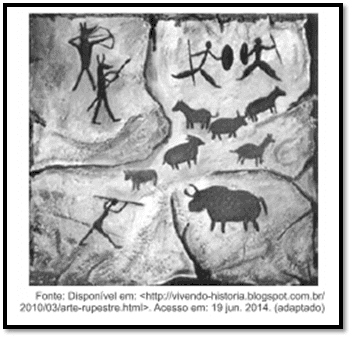 Fonte: Disponível em: <http://vivendo-historia.blogspot.com.br/
2010/03/arte-rupestre.html>. Acesso em: 19 jun. 2014. (adaptado)